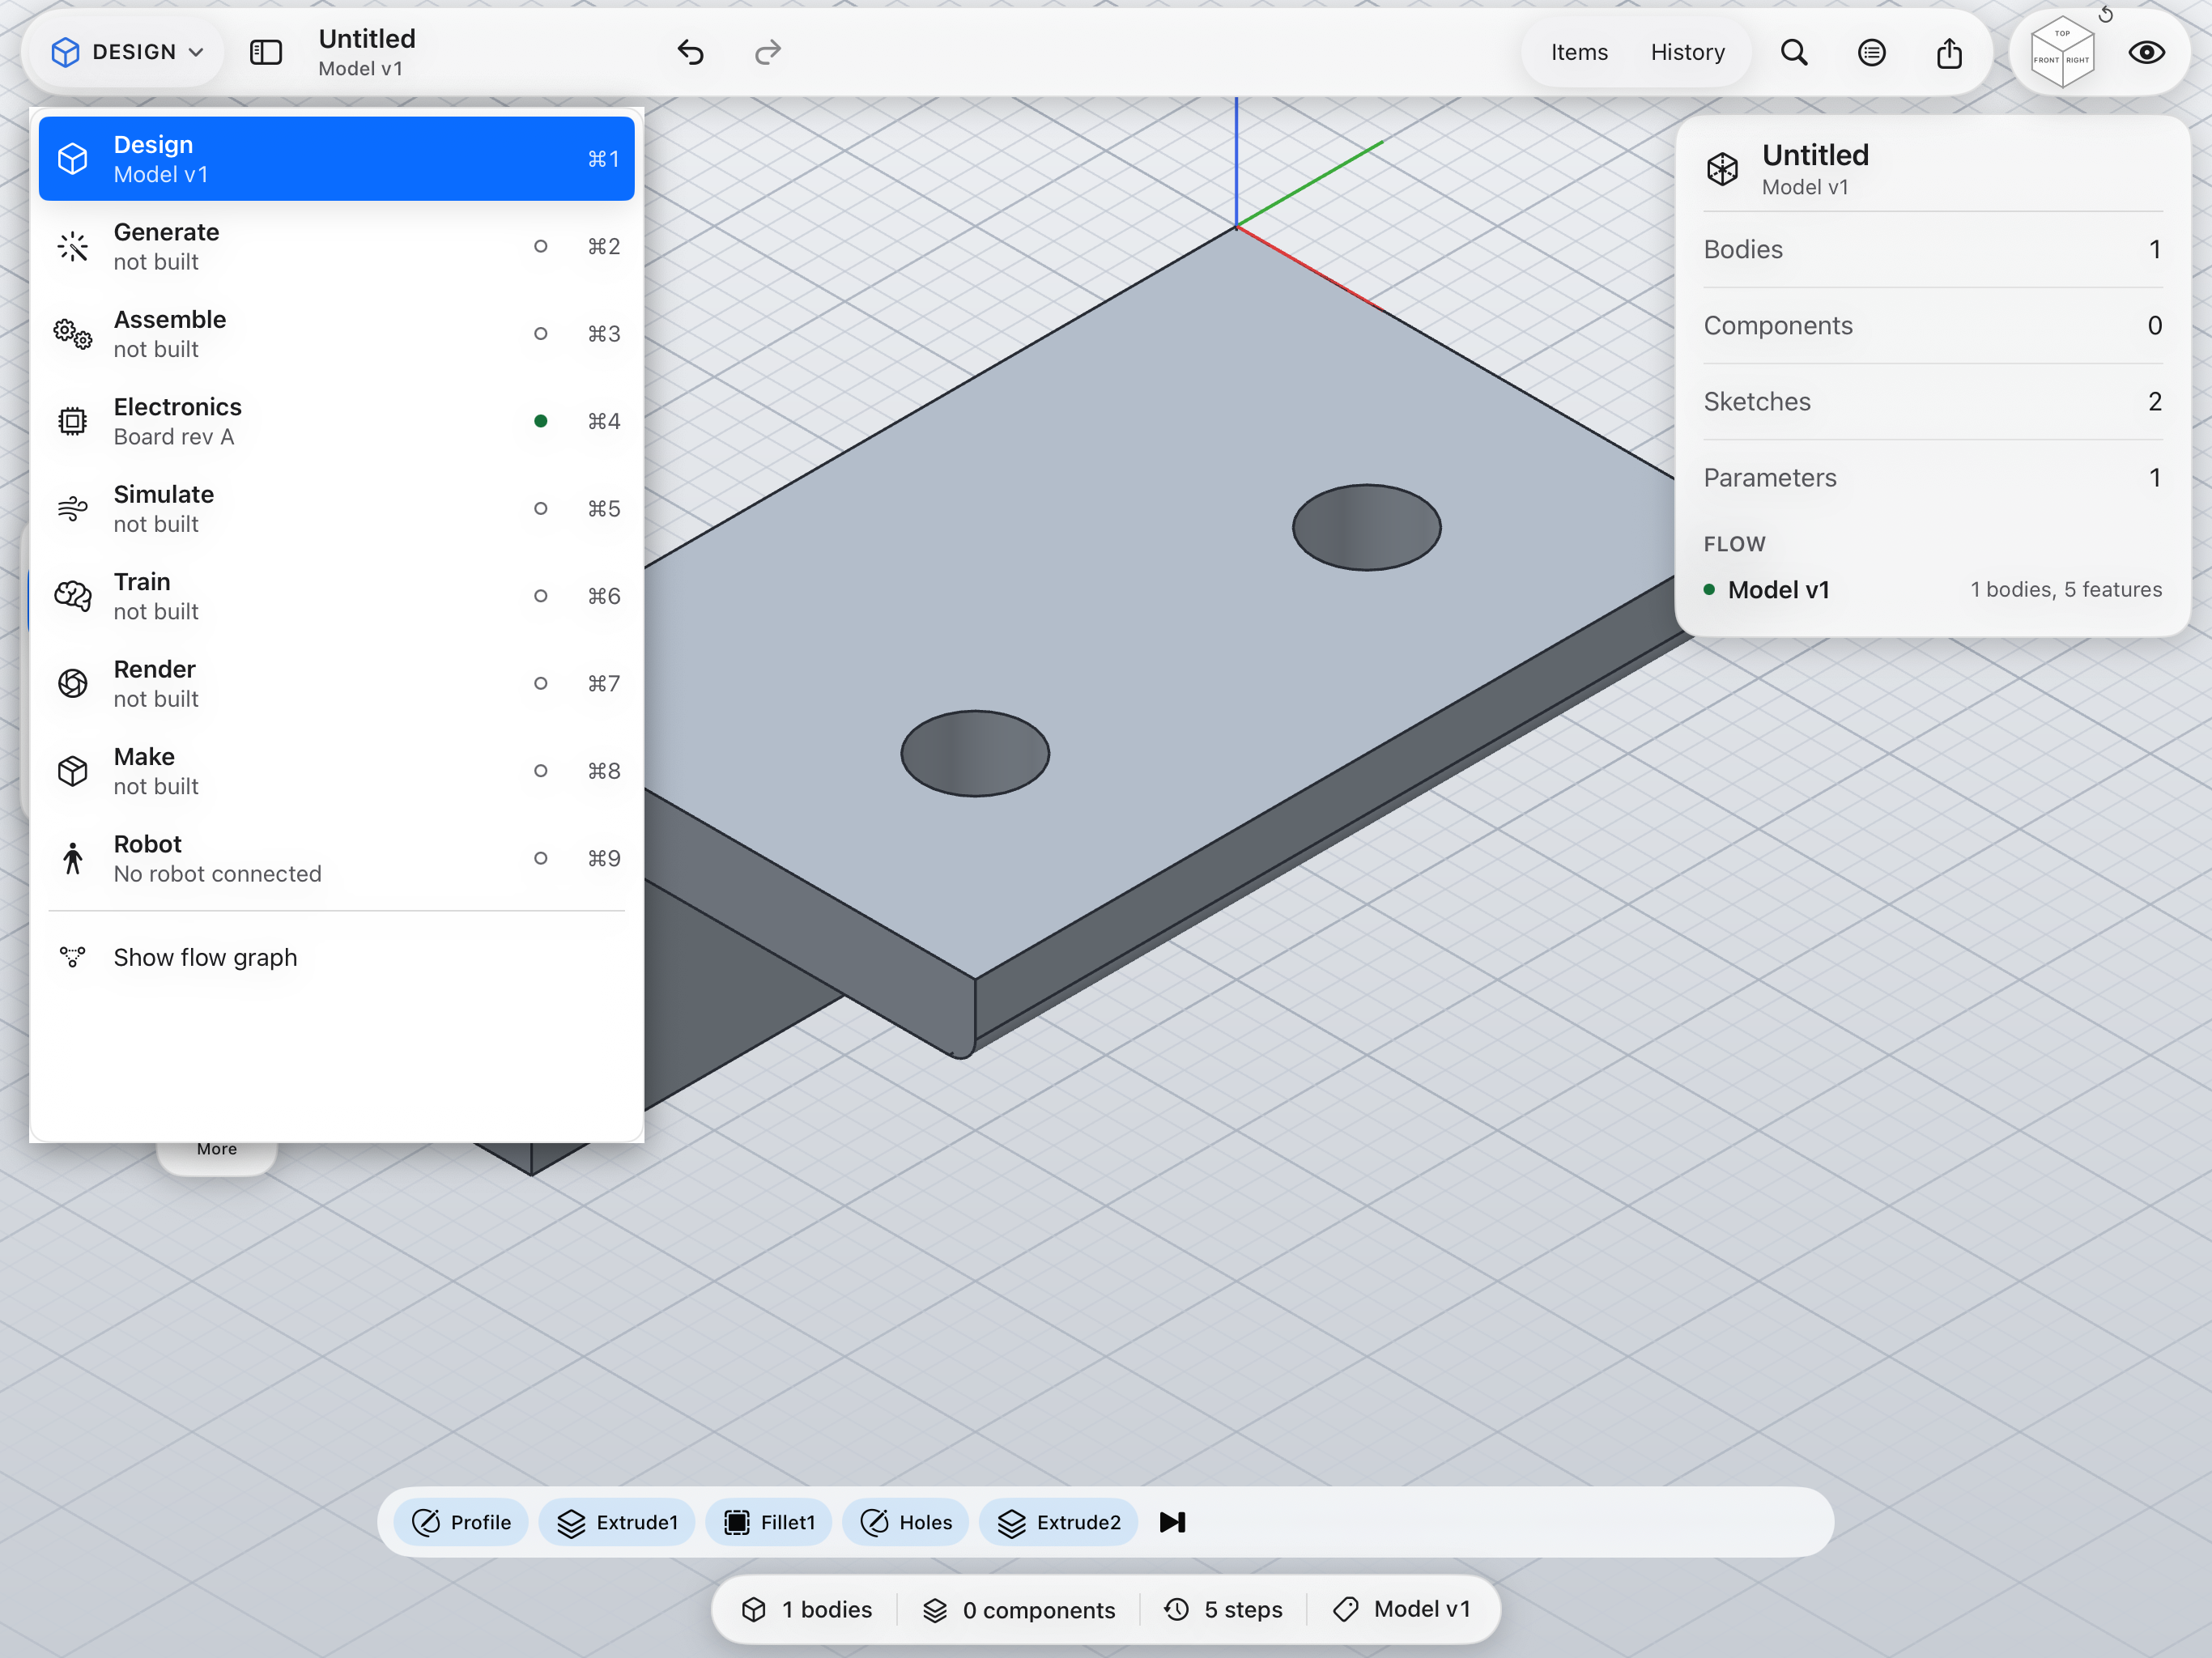 DESIGN
Untitled
Model v1
Items
History
TOP
FRONT
RIGHT
Design
Model v1
⌘1
Generate
not built
⌘2
Assemble
not built
⌘3
Electronics
Board rev A
⌘4
Simulate
not built
⌘5
Train
not built
⌘6
Render
not built
⌘7
Make
not built
⌘8
Robot
No robot connected
⌘9
Show flow graph
More
Untitled
Model v1
Bodies 1
Components 0
Sketches 2
Parameters 1
FLOW
Model v1 1 bodies, 5 features
Profile Extrude1 Fillet1 Holes Extrude2
1 bodies 0 components 5 steps Model v1